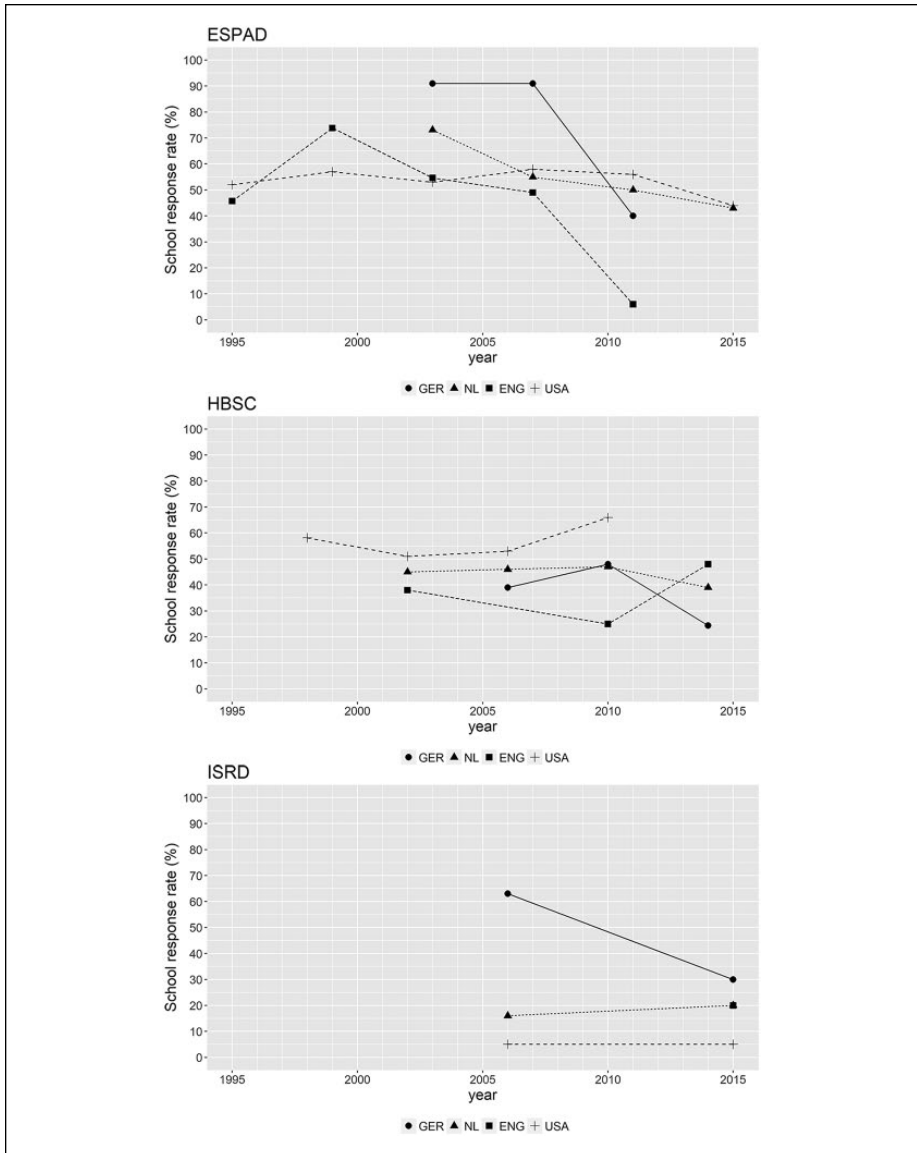 ESPAD
School response rate (%)
100
90
80
70
60
50
40
30
20
10
0
1995 2000 2005 2010 2015
year
GER NL ENG USA
HBSC
School response rate (%)
100
90
80
70
60
50
40
30
20
10
0
1995 2000 2005 2010 2015
year
GER NL ENG USA
ISRD
School response rate (%)
100
90
80
70
60
50
40
30
20
10
0
1995 2000 2005 2010 2015
year
GER NL ENG USA